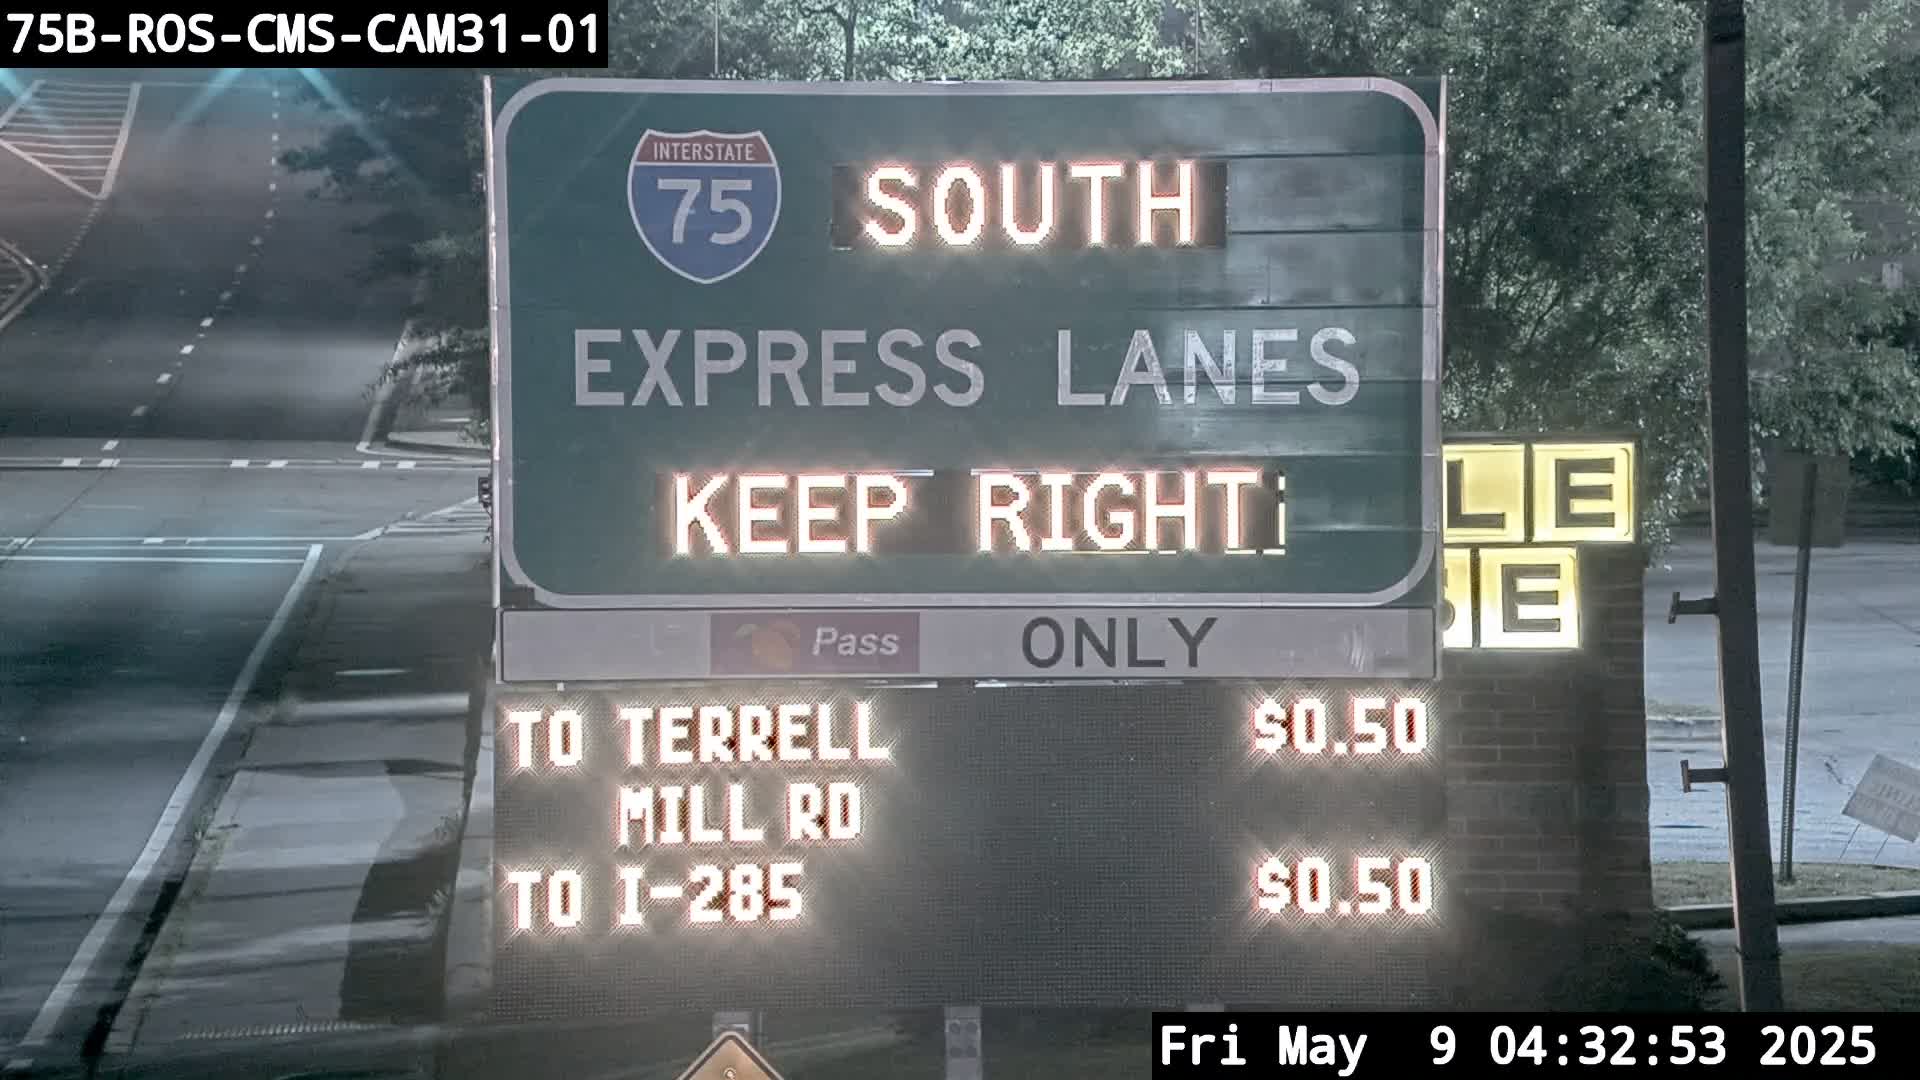 75B-ROS-CMS-CAM31-01
INTERSTATE
75
SOUTH
EXPRESS LANES
KEEP RIGHT
Pass ONLY
TO TERRELL $0.50
MILL RD
TO I-285 $0.50
LE
E
Fri May 9 04:32:53 2025